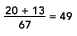 20 + 13
67
= 49